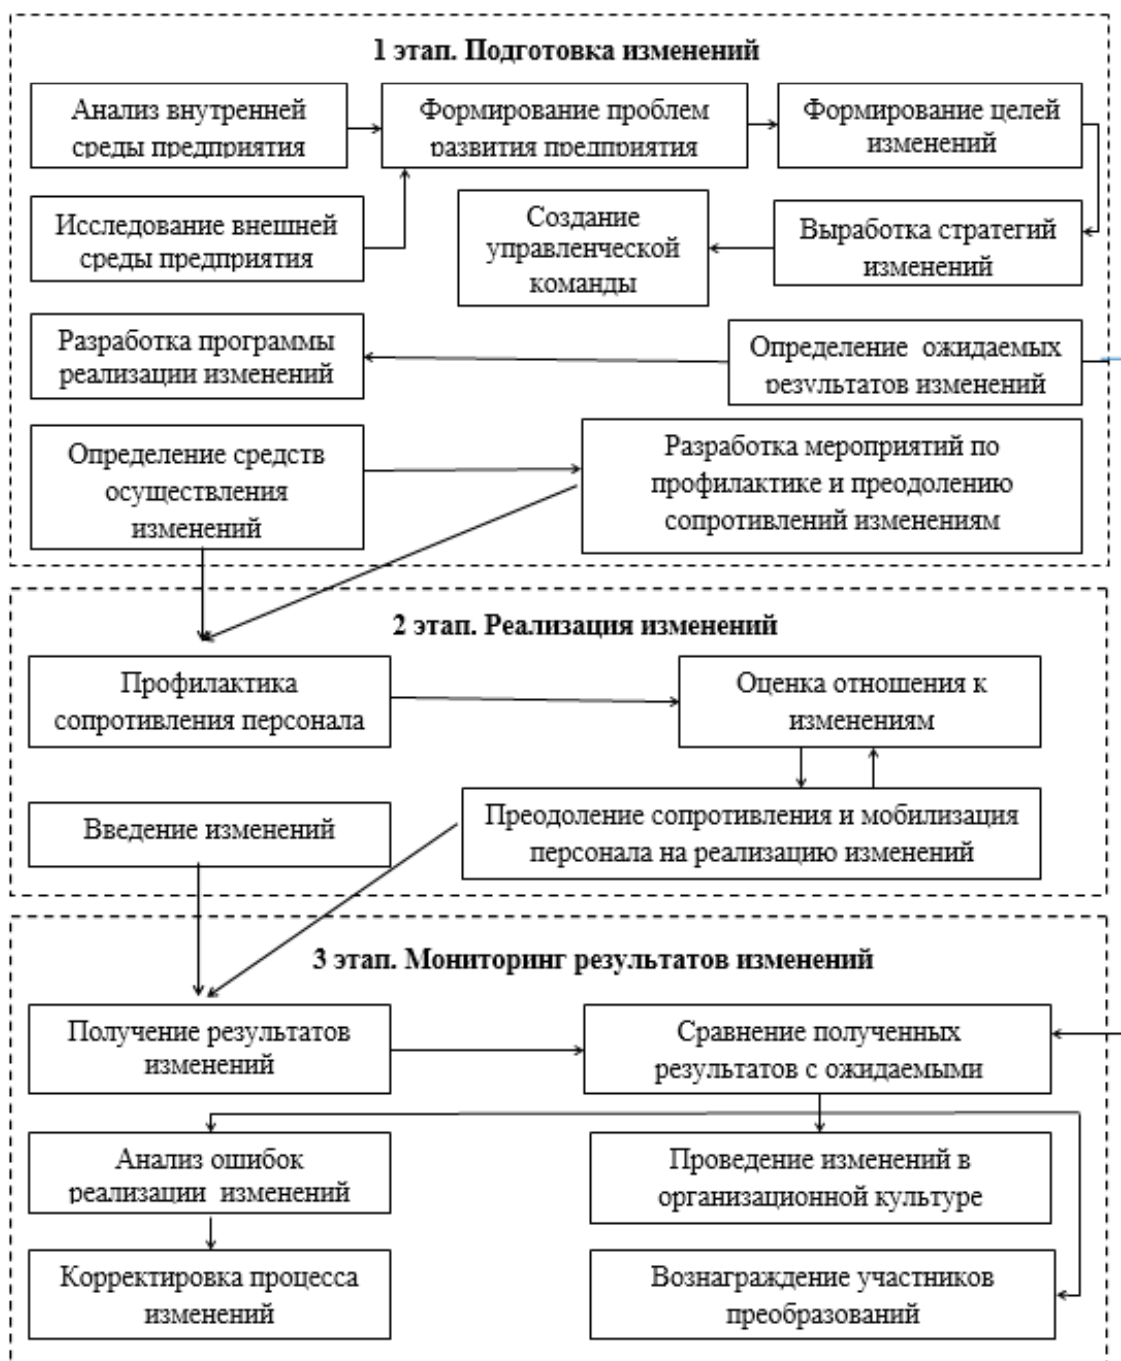 1 этап. Подготовка изменений
Анализ внутренней
среды предприятия
Формирование проблем
развития предприятия
Формирование целей
изменений
Исследование внешней
среды предприятия
Создание
управленческой
команды
Выработка стратегий
изменений
Разработка программы
реализации изменений
Определение ожидаемых
результатов изменений
Определение средств
осуществления
изменений
Разработка мероприятий по
профилактике и преодолению
сопротивлений изменениям
2 этап. Реализация изменений
Профилактика
сопротивления персонала
Оценка отношения к
изменениям
Введение изменений
Преодоление сопротивления и мобилизация
персонала на реализацию изменений
3 этап. Мониторинг результатов изменений
Получение результатов
изменений
Сравнение полученных
результатов с ожидаемыми
Анализ ошибок
реализации изменений
Проведение изменений в
организационной культуре
Корректировка процесса
изменений
Вознаграждение участников
преобразований